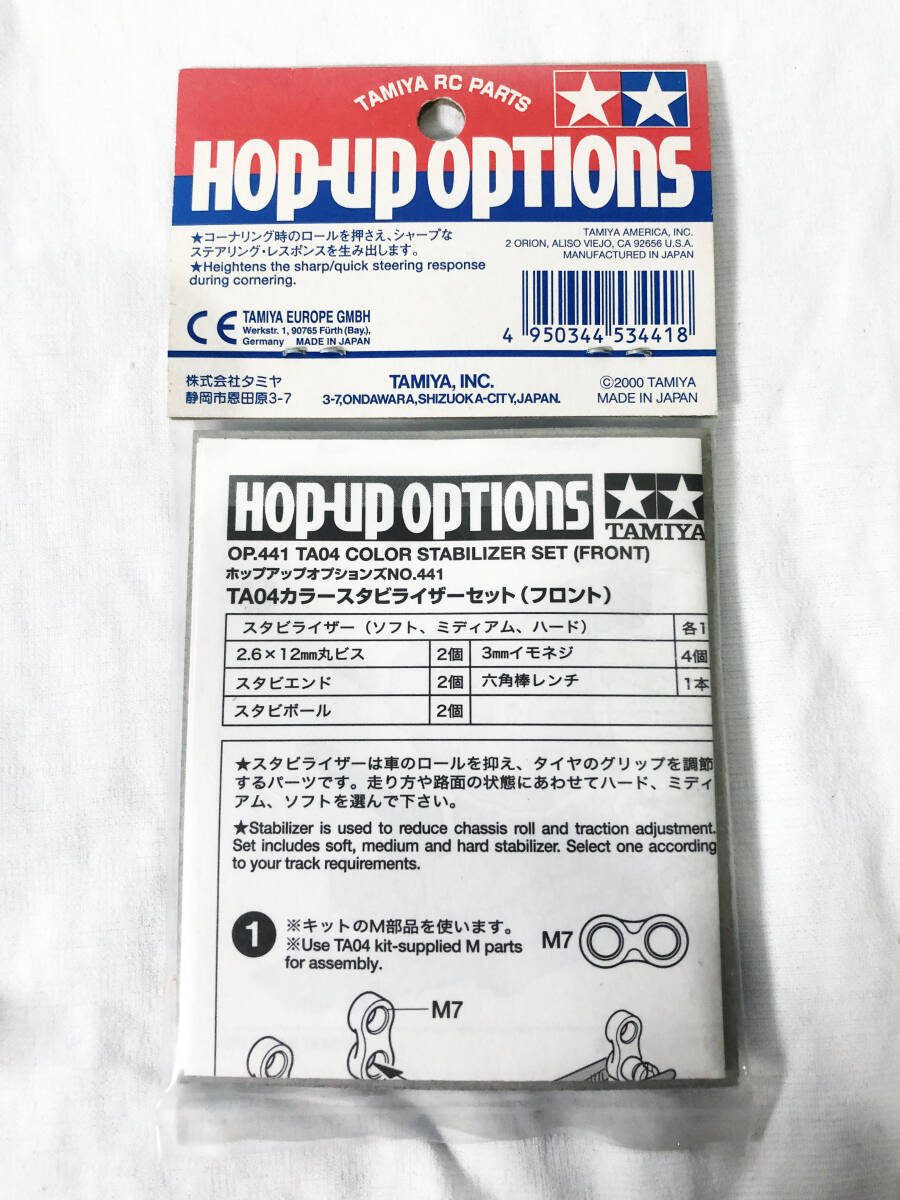 TAMIYA RC PARTS
HOP-UP OPTIONS
★コーナリング時のロールを押さえ、シャープな
ステアリング・レスポンスを生み出します。
★Heightens the sharp/quick steering response
during cornering.
TAMIYA AMERICA, INC.
2 ORION, ALISO VIEJO, CA 92656 U.S.A.
MANUFACTURED IN JAPAN
CE
TAMIYA EUROPE GMBH
Werkstr. 1, 90765 Fürth (Bay.),
Germany MADE IN JAPAN
4 950344 534418
株式会社タミヤ
静岡市恩田原3-7
TAMIYA, INC.
3-7,ONDAWARA,SHIZUOKA-CITY,JAPAN.
©2000 TAMIYA
MADE IN JAPAN
HOP-UP OPTIONS
TAMIYA
OP.441 TA04 COLOR STABILIZER SET (FRONT)
ホップアップオプションズNO.441
TA04カラースタビライザーセット(フロント)
スタビライザー(ソフト、ミディアム、ハード) 各1
2.6×12mm丸ビス 2個 3mmイモネジ 4個
スタビエンド 2個 六角棒レンチ 1本
スタビボール 2個
★スタビライザーは車のロールを抑え、タイヤのグリップを調節
するパーツです。走り方や路面の状態にあわせてハード、ミディ
アム、ソフトを選んで下さい。
★Stabilizer is used to reduce chassis roll and traction adjustment.
Set includes soft, medium and hard stabilizer. Select one according
to your track requirements.
1
※キットのM部品を使います。
※Use TA04 kit-supplied M parts
for assembly.
M7
M7